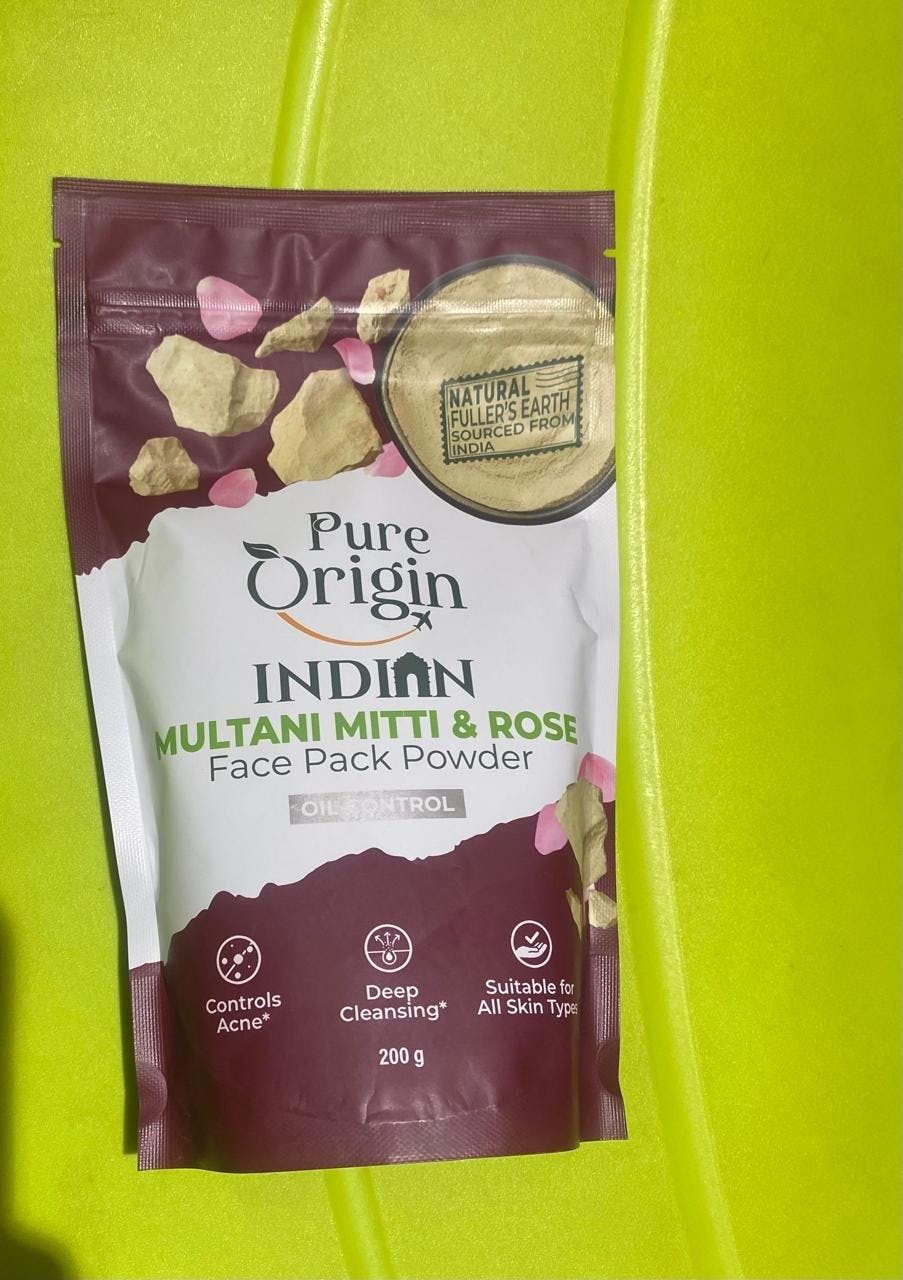 NATURAL
FULLER'S EARTH
SOURCED FROM
INDIA
Pure
Origin
INDIAN
MULTANI MITTI & ROSE
Face Pack Powder
OIL CONTROL
Controls
Acne*
Deep
Cleansing*
Suitable for
All Skin Types
200 g